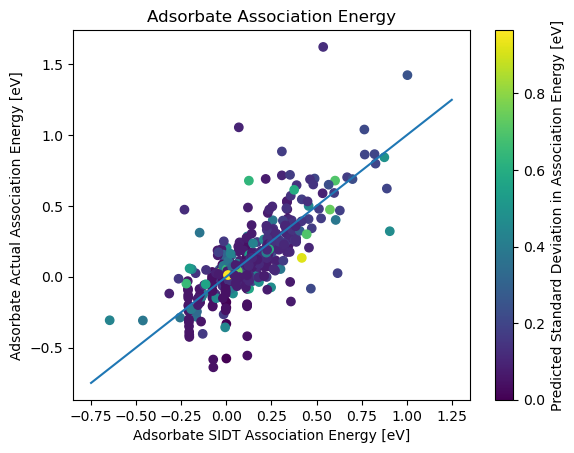 Adsorbate Association Energy
Adsorbate Actual Association Energy [eV]
1.5
1.0
0.5
0.0
−0.5
−0.75 −0.50 −0.25 0.00 0.25 0.50 0.75 1.00 1.25
Adsorbate SIDT Association Energy [eV]
0.8
0.6
0.4
0.2
0.0
Predicted Standard Deviation in Association Energy [eV]